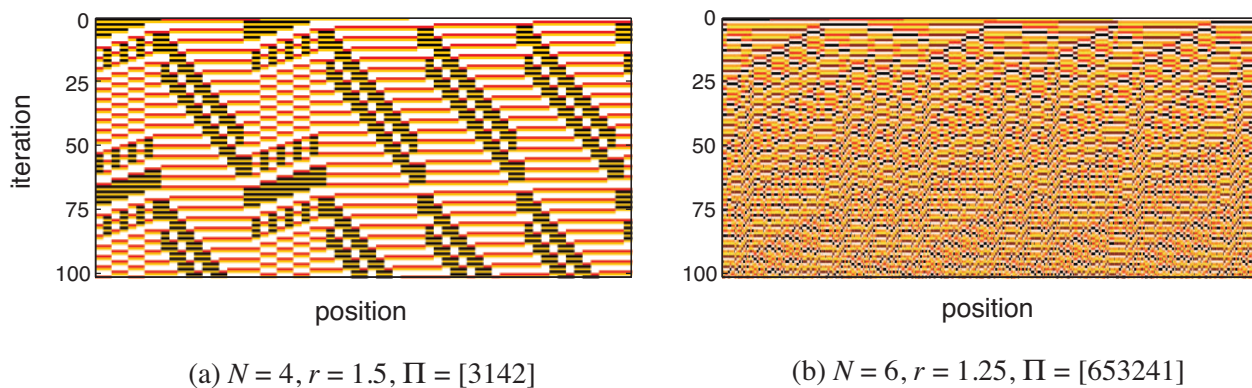 0
25
50
75
100
iteration
position
(a) N = 4, r = 1.5, Π = [3142]
0
25
50
75
100
position
(b) N = 6, r = 1.25, Π = [653241]